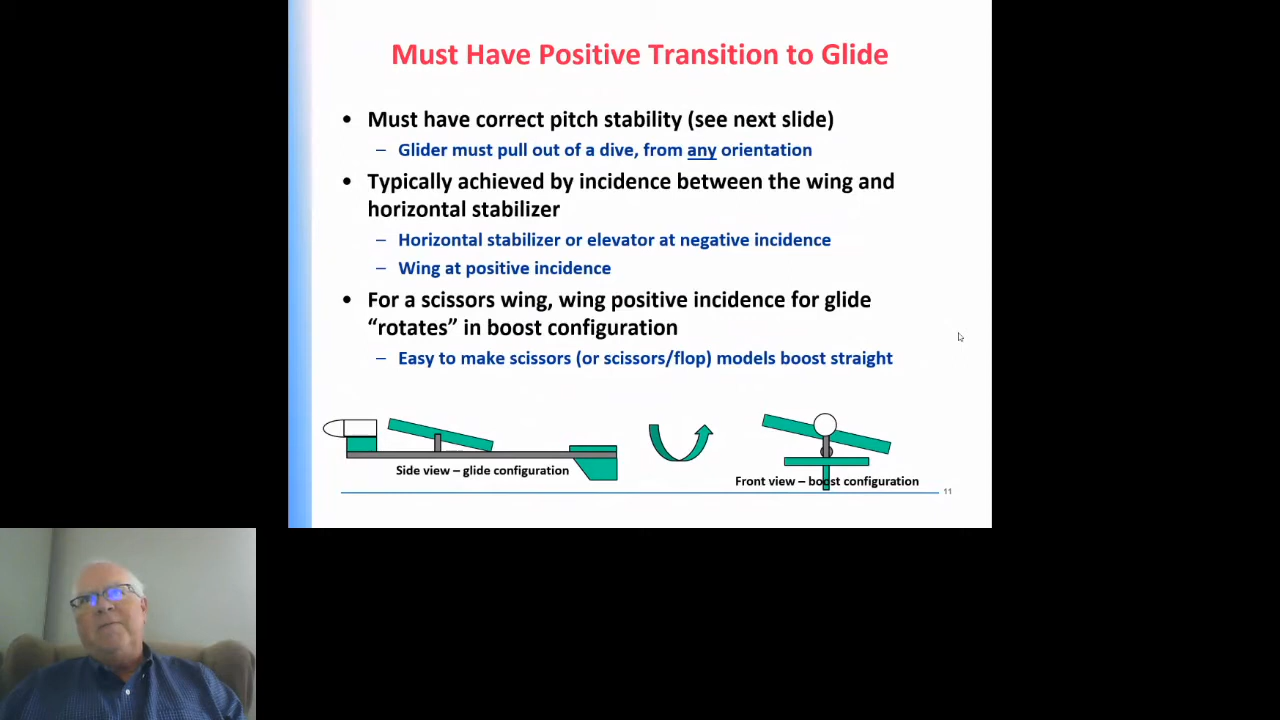 Must Have Positive Transition to Glide
• Must have correct pitch stability (see next slide)
– Glider must pull out of a dive, from any orientation
• Typically achieved by incidence between the wing and
horizontal stabilizer
– Horizontal stabilizer or elevator at negative incidence
– Wing at positive incidence
• For a scissors wing, wing positive incidence for glide
“rotates” in boost configuration
– Easy to make scissors (or scissors/flop) models boost straight
Side view – glide configuration
Front view – boost configuration
11